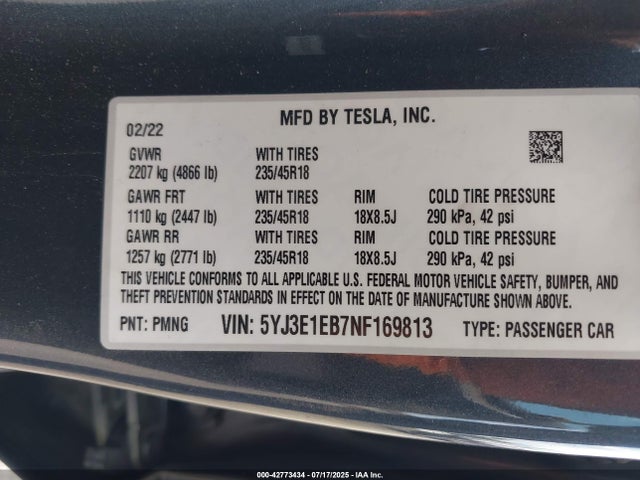 MFD BY TESLA, INC.
02/22
GVWR WITH TIRES
2207 kg (4866 lb) 235/45R18
GAWR FRT WITH TIRES RIM COLD TIRE PRESSURE
1110 kg (2447 lb) 235/45R18 18X8.5J 290 kPa, 42 psi
GAWR RR WITH TIRES RIM COLD TIRE PRESSURE
1257 kg (2771 lb) 235/45R18 18X8.5J 290 kPa, 42 psi
THIS VEHICLE CONFORMS TO ALL APPLICABLE U.S. FEDERAL MOTOR VEHICLE SAFETY, BUMPER, AND
THEFT PREVENTION STANDARDS IN EFFECT ON THE DATE OF MANUFACTURE SHOWN ABOVE.
PNT: PMNG VIN: 5YJ3E1EB7NF169813 TYPE: PASSENGER CAR
000-42773434 - 07/17/2025 - IAA Inc.